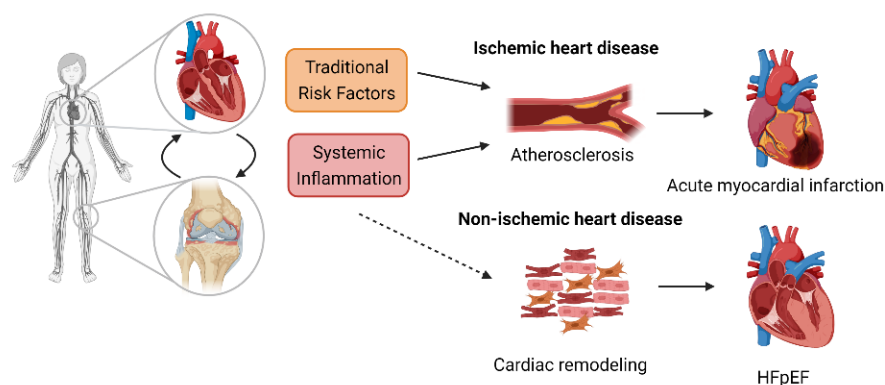 Traditional
Risk Factors
Systemic
Inflammation
Ischemic heart disease
Atherosclerosis
Acute myocardial infarction
Non-ischemic heart disease
Cardiac remodeling
HFpEF